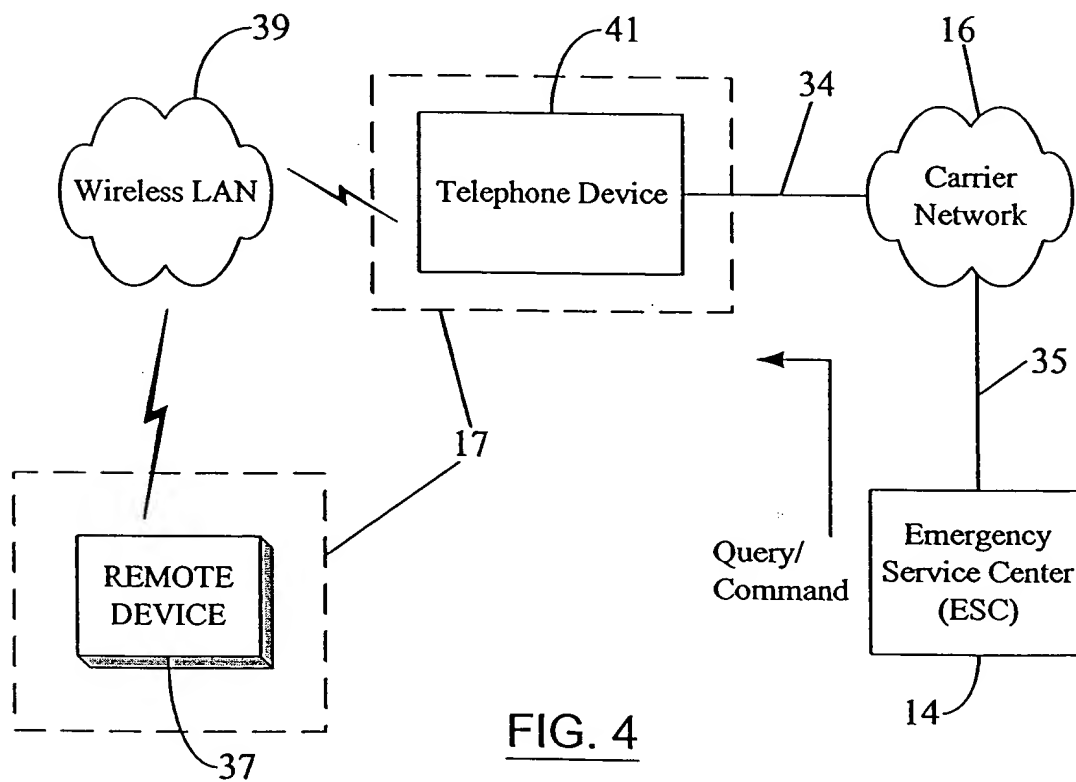 39
41
16
34
Wireless LAN
Telephone Device
Carrier
Network
35
17
Query/
Command
Emergency
Service Center
(ESC)
REMOTE
DEVICE
14
37
FIG. 4